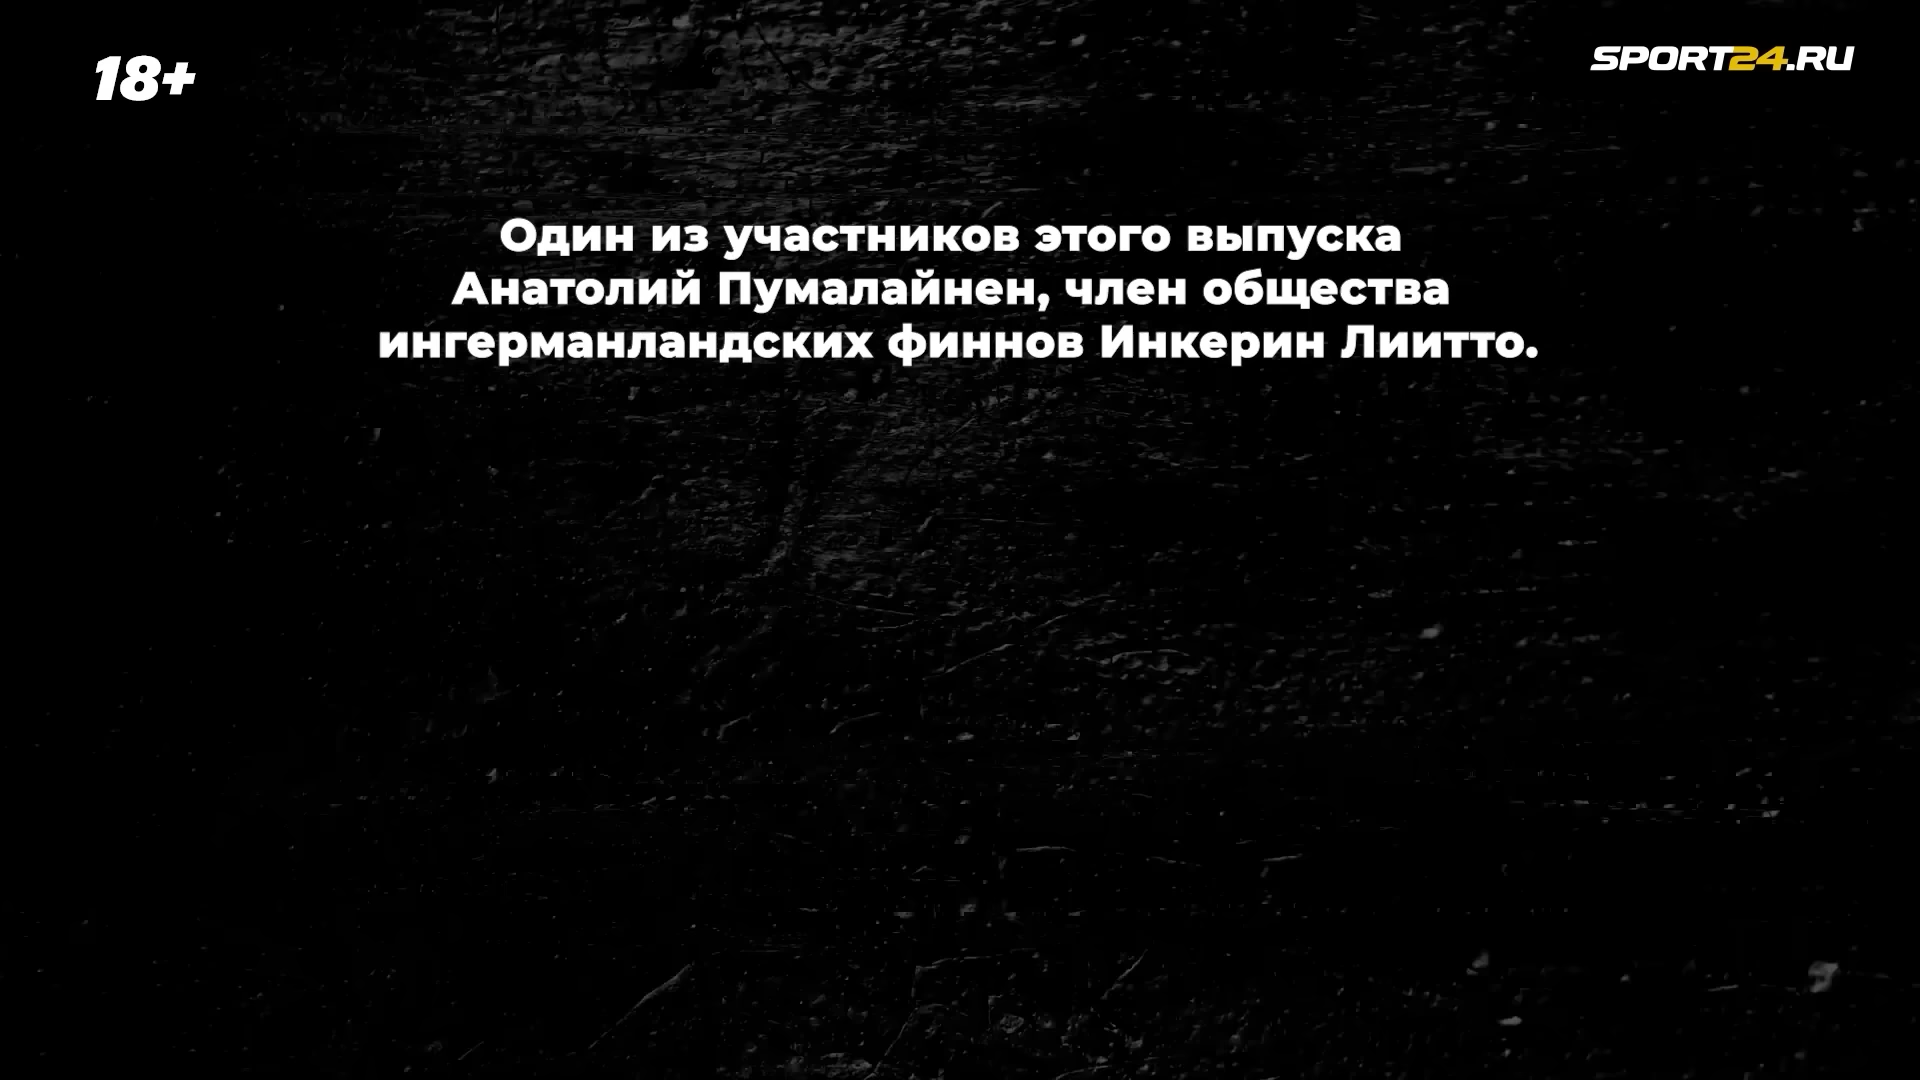 18+
SPORT24.RU
Один из участников этого выпуска
Анатолий Пумалайнен, член общества
ингерманландских финнов Инкерин Лиитто.